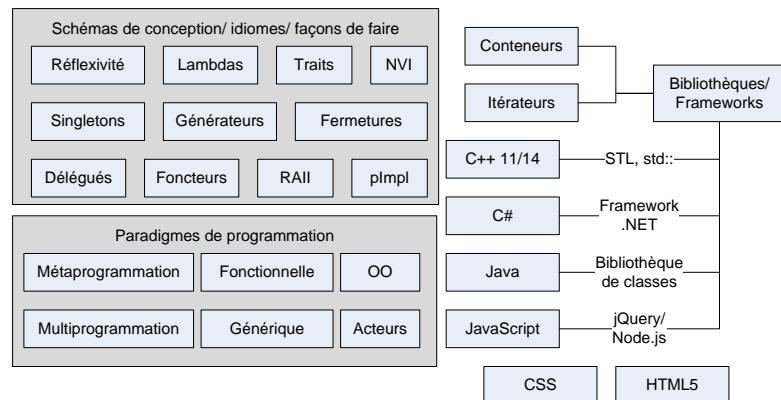 Schémas de conception/ idiomes/ façons de faire
Réflexivité
Lambdas
Traits
NVI
Singletons
Générateurs
Fermetures
Délégués
Foncteurs
RAII
pImpl
Paradigmes de programmation
Métaprogrammation
Fonctionnelle
OO
Multiprogrammation
Générique
Acteurs
Conteneurs
Itérateurs
Bibliothèques/
Frameworks
C++ 11/14
STL, std::
C#
Framework
.NET
Java
Bibliothèque
de classes
JavaScript
jQuery/
Node.js
CSS
HTML5